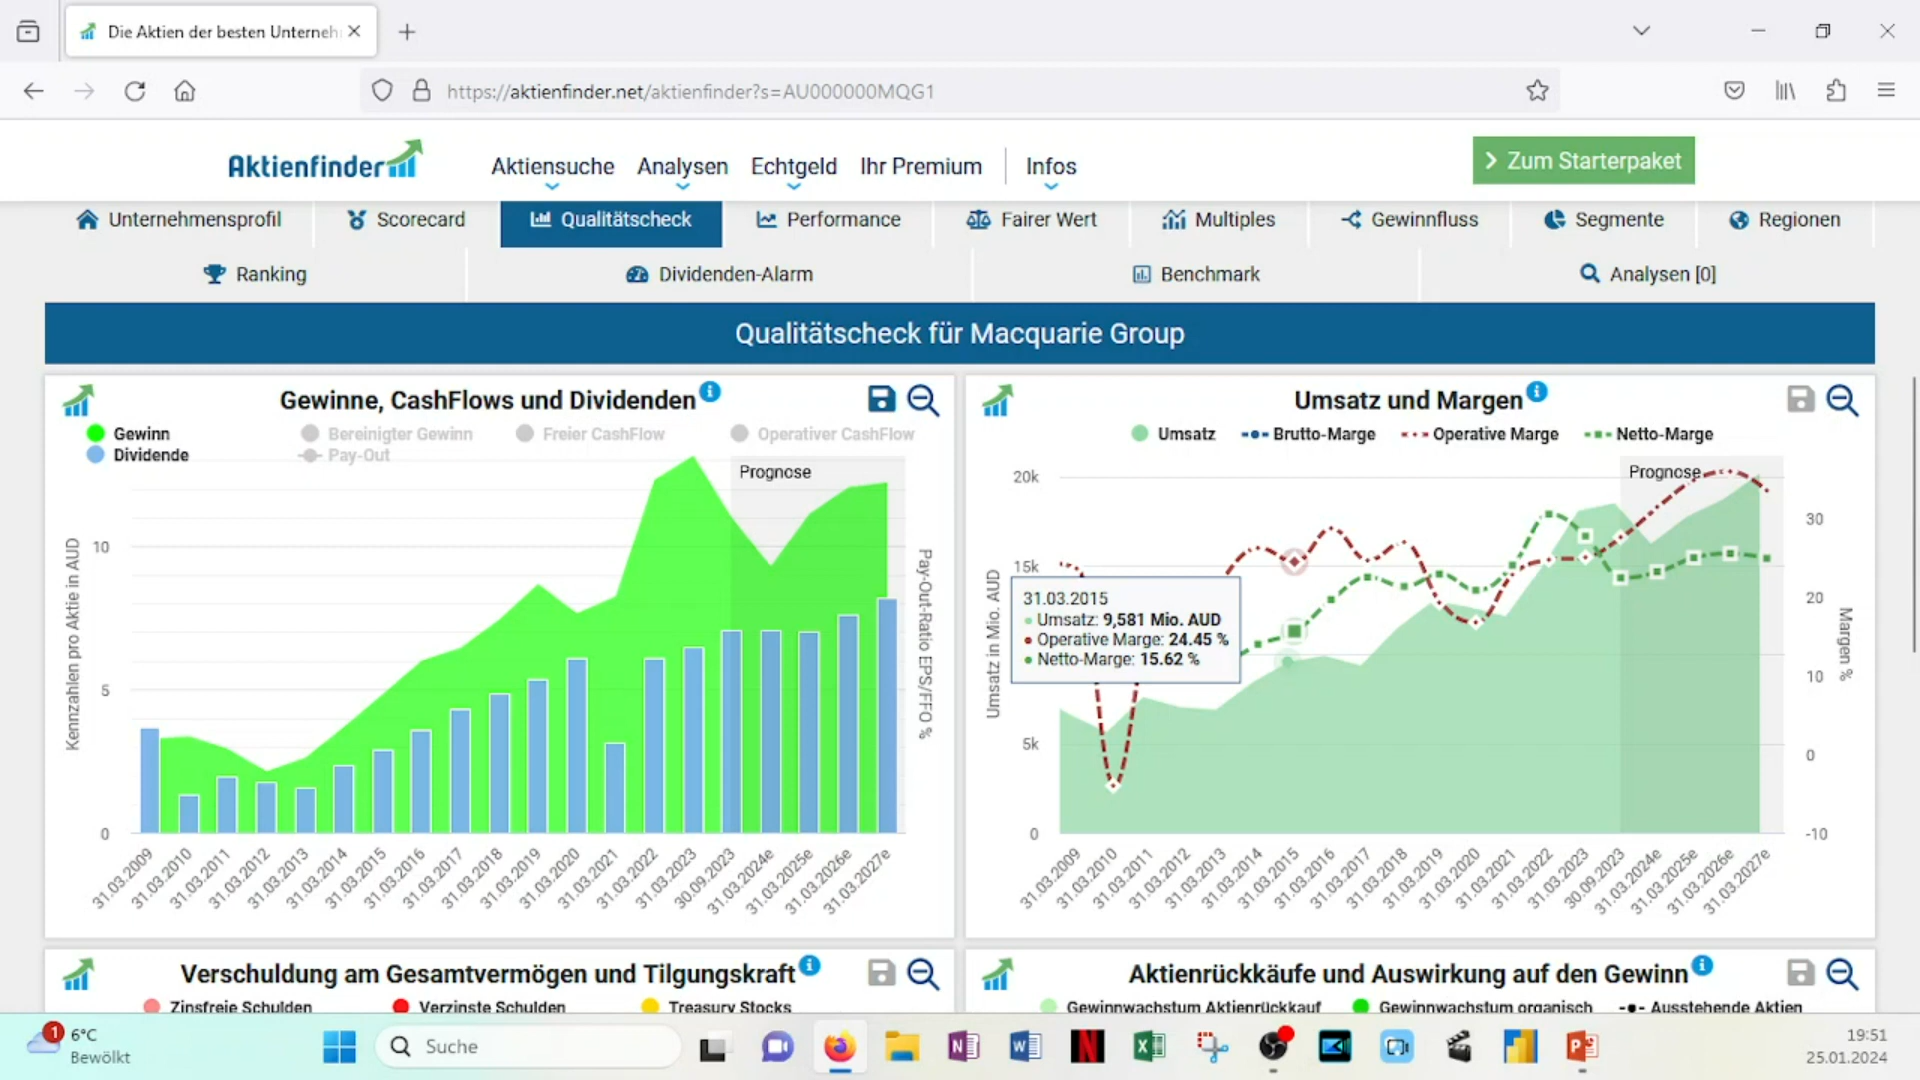 Die Aktien der besten Unterneh
https://aktienfinder.net/aktienfinder?s=AU000000MQG1
Aktienfinder
Aktiensuche Analysen Echtgeld Ihr Premium Infos
Zum Starterpaket
Unternehmensprofil Scorecard Qualitätscheck Performance Fairer Wert Multiples Gewinnfluss Segmente Regionen
Ranking Dividenden-Alarm Benchmark Analysen [0]
Qualitätscheck für Macquarie Group
Gewinne, CashFlows und Dividenden
Gewinn Bereinigter Gewinn Freier CashFlow Operativer CashFlow
Dividende Pay-Out
Prognose
Kennzahlen pro Aktie in AUD
10
5
0
Pay-Out-Ratio EPS/FFO %
31.03.2009 31.03.2010 31.03.2011 31.03.2012 31.03.2013 31.03.2014 31.03.2015 31.03.2016 31.03.2017 31.03.2018 31.03.2019 31.03.2020 31.03.2021 31.03.2022 31.03.2023 30.09.2023 31.03.2024e 31.03.2025e 31.03.2026e 31.03.2027e
Umsatz und Margen
Umsatz Brutto-Marge Operative Marge Netto-Marge
Prognose
Umsatz in Mio. AUD
20k
15k
5k
0
31.03.2015
Umsatz: 9,581 Mio. AUD
Operative Marge: 24.45 %
Netto-Marge: 15.62 %
30
20
10
0
-10
Margen %
31.03.2009 31.03.2010 31.03.2011 31.03.2012 31.03.2013 31.03.2014 31.03.2015 31.03.2016 31.03.2017 31.03.2018 31.03.2019 31.03.2020 31.03.2021 31.03.2022 31.03.2023 30.09.2023 31.03.2024e 31.03.2025e 31.03.2026e 31.03.2027e
Verschuldung am Gesamtvermögen und Tilgungskraft
Zinsfreie Schulden Verzinste Schulden Treasury Stocks
Aktienrückkäufe und Auswirkung auf den Gewinn
Gewinnwachstum Aktienrückkauf Gewinnwachstum organisch Ausstehende Aktien
1
6°C
Bewölkt
Suche
19:51
25.01.2024